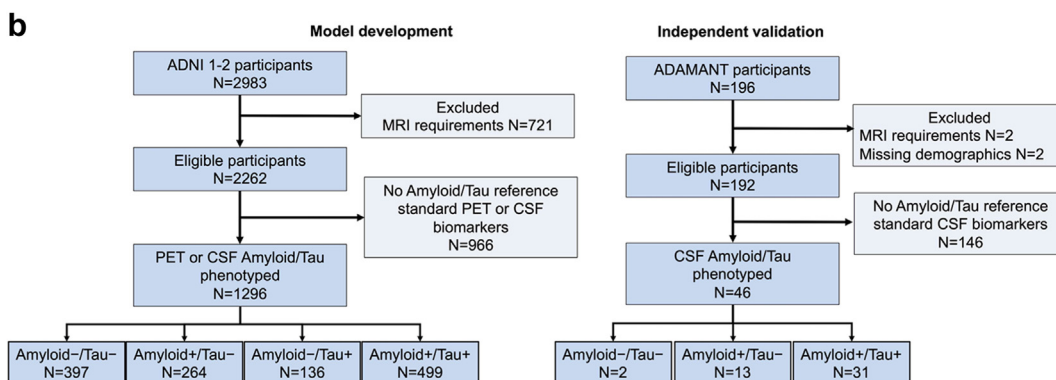 b
Model development
ADNI 1-2 participants
N=2983
Excluded
MRI requirements N=721
Eligible participants
2262
No Amyloid/Tau reference
standard PET or CSF
biomarkers
N=966
PET or CSF Amyloid/Tau
phenotyped
N=1296
Amyloid−/Tau−
N=397
Amyloid+/Tau−
N=264
Amyloid−/Tau+
N=136
Amyloid+/Tau+
N=499
Independent validation
ADAMANT participants
N=196
Excluded
MRI requirements N=2
Missing demographics N=2
Eligible participants
N=192
No Amyloid/Tau reference
standard CSF biomarkers
N=146
CSF Amyloid/Tau
phenotyped
N=46
Amyloid−/Tau−
N=2
Amyloid+/Tau−
N=13
Amyloid+/Tau+
N=31